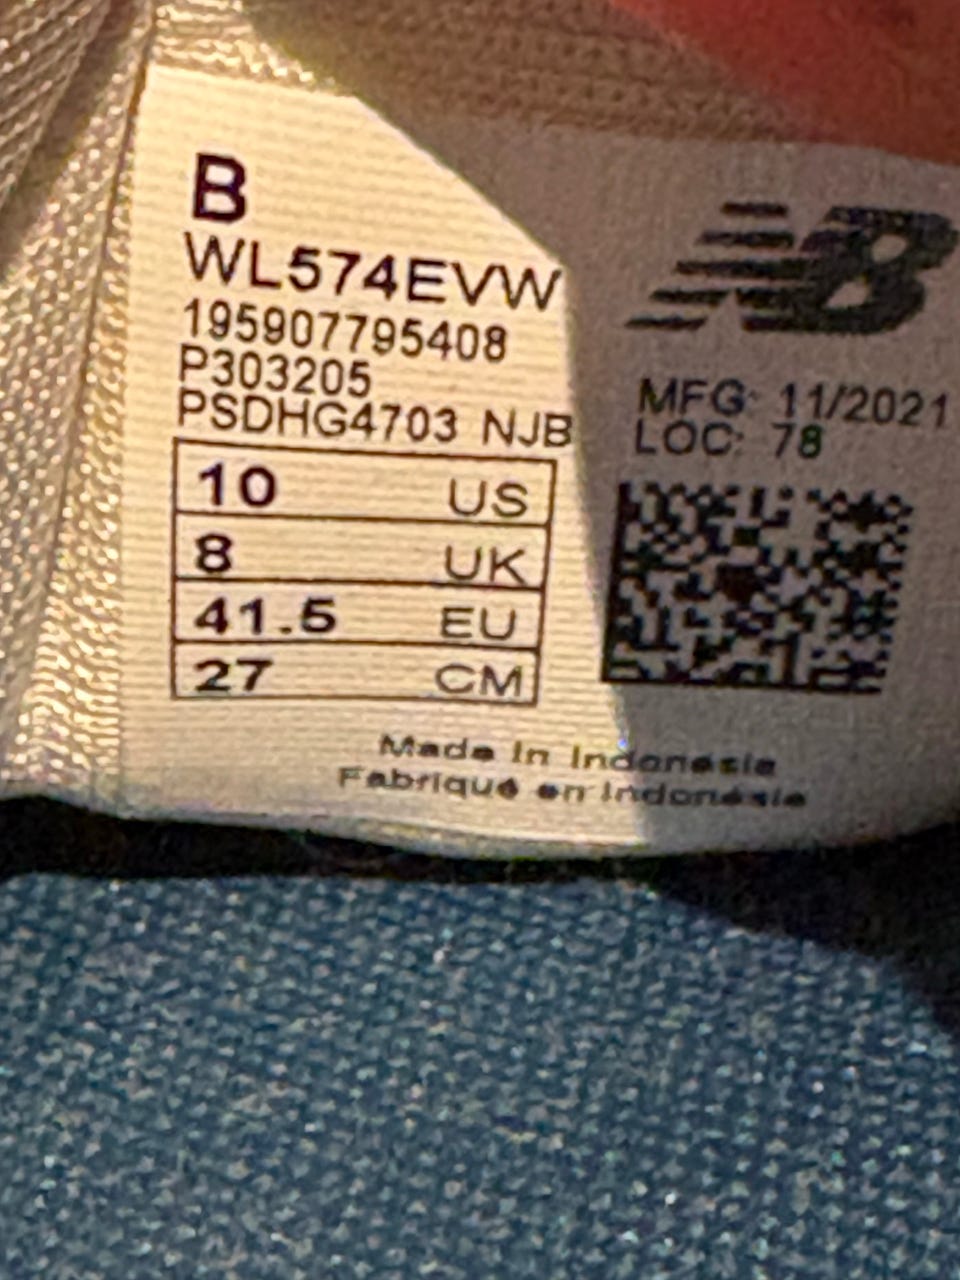 B
WL574EVW
195907795408
P303205
PSDHG4703 NJB
10 US
8 UK
41.5 EU
27 CM
NB
MFG: 11/2021
LOC: 78
Made in Indonesia
Fabriqué en Indonésie